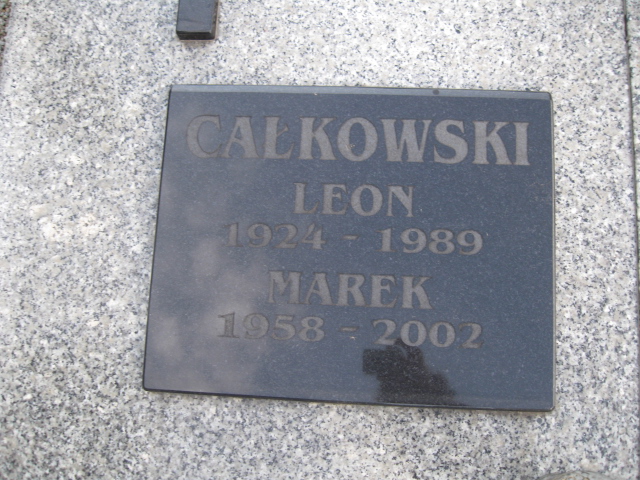 CAŁKOWSKI
LEON
1924 - 1989
MAREK
1958 - 2002